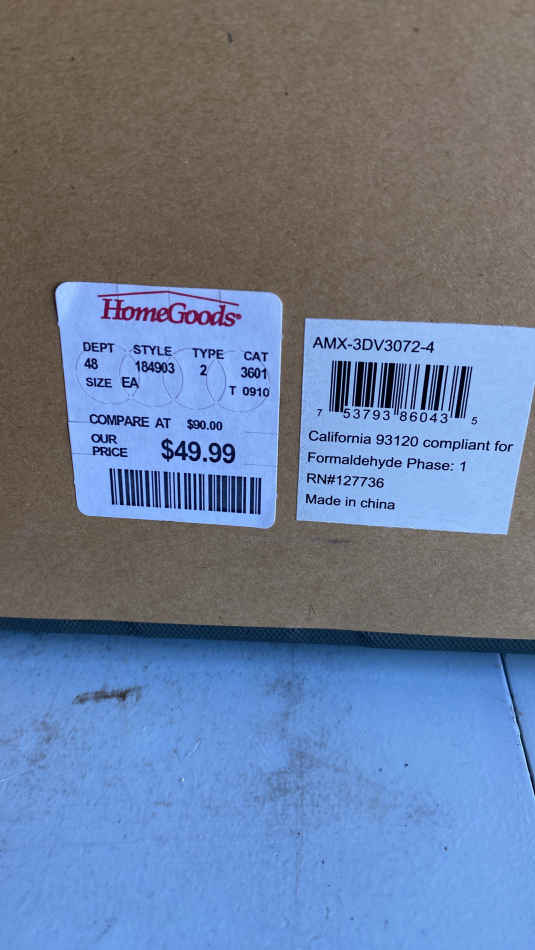 HomeGoods®
DEPT STYLE TYPE CAT
48 184903 2 3601
SIZE EA T 0910
COMPARE AT $90.00
OUR PRICE $49.99
AMX-3DV3072-4
7 53793 86043 5
California 93120 compliant for
Formaldehyde Phase: 1
RN#127736
Made in china